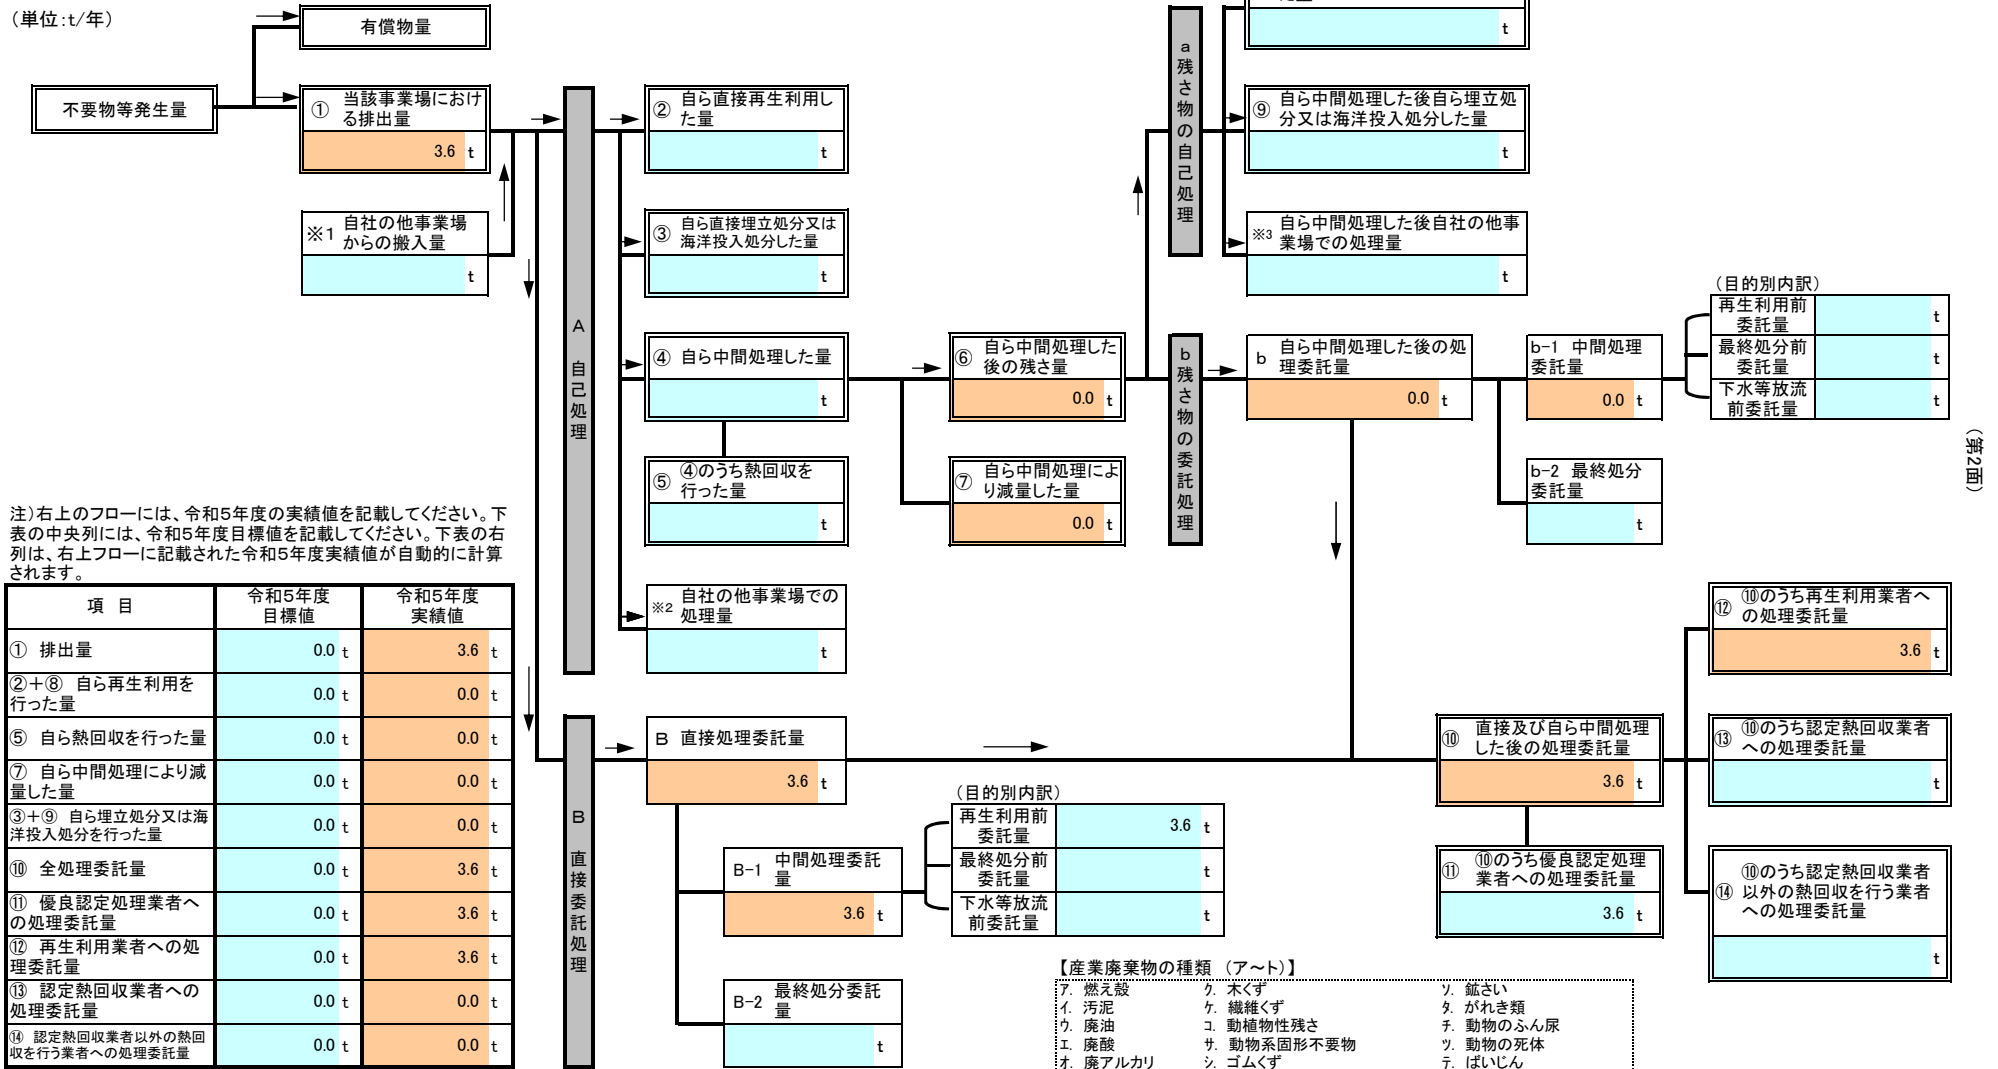 (単位:t/年)
有償物量
不要物等発生量
① 当該事業場におけ
る排出量
3.6 t
※1 自社の他事業場
からの搬入量
t
A 自己処理
② 自ら直接再生利用し
た量
t
③ 自ら直接埋立処分又は
海洋投入処分した量
t
④ 自ら中間処理した量
t
⑤ ④のうち熱回収を
行った量
t
※2 自社の他事業場での
処理量
t
⑥ 自ら中間処理した
後の残さ量
0.0 t
⑦ 自ら中間処理によ
り減量した量
0.0 t
a 残さ物の自己処理
t
⑨ 自ら中間処理した後自ら埋立処
分又は海洋投入処分した量
t
※3 自ら中間処理した後自社の他事
業場での処理量
t
b 残さ物の委託処理
b 自ら中間処理した後の処
理委託量
0.0 t
b-1 中間処理
委託量
0.0 t
(目的別内訳)
再生利用前
委託量
t
最終処分前
委託量
t
下水等放流
前委託量
t
b-2 最終処分
委託量
t
(第2面)
注)右上のフローには、令和5年度の実績値を記載してください。下
表の中央列には、令和5年度目標値を記載してください。下表の右
列は、右上フローに記載された令和5年度実績値が自動的に計算
されます。
項 目 令和5年度
目標値 令和5年度
実績値
① 排出量 0.0 t 3.6 t
②+⑧ 自ら再生利用を
行った量 0.0 t 0.0 t
⑤ 自ら熱回収を行った量 0.0 t 0.0 t
⑦ 自ら中間処理により減
量した量 0.0 t 0.0 t
③+⑨ 自ら埋立処分又は海
洋投入処分を行った量 0.0 t 0.0 t
⑩ 全処理委託量 0.0 t 3.6 t
⑪ 優良認定処理業者へ
の処理委託量 0.0 t 3.6 t
⑫ 再生利用業者への処
理委託量 0.0 t 3.6 t
⑬ 認定熱回収業者への
処理委託量 0.0 t 0.0 t
⑭ 認定熱回収業者以外の熱回
収を行う業者への処理委託量 0.0 t 0.0 t
B 直接委託処理
B 直接処理委託量
3.6 t
B-1 中間処理委託
量
3.6 t
B-2 最終処分委託
量
t
(目的別内訳)
再生利用前
委託量
3.6 t
最終処分前
委託量
t
下水等放流
前委託量
t
⑩ 直接及び自ら中間処理
した後の処理委託量
3.6 t
⑪ ⑩のうち優良認定処理
業者への処理委託量
3.6 t
⑫ ⑩のうち再生利用業者へ
の処理委託量
3.6 t
⑬ ⑩のうち認定熱回収業者
への処理委託量
t
⑭ ⑩のうち認定熱回収業者
以外の熱回収を行う業者
への処理委託量
t
【産業廃棄物の種類 (ア~ト)】
ア. 燃え殻 ク. 木くず ソ. 鉱さい
イ. 汚泥 ケ. 繊維くず タ. がれき類
ウ. 廃油 コ. 動植物性残さ チ. 動物のふん尿
エ. 廃酸 サ. 動物系固形不要物 ツ. 動物の死体
オ. 廃アルカリ シ. ゴムくず テ. ばいじん